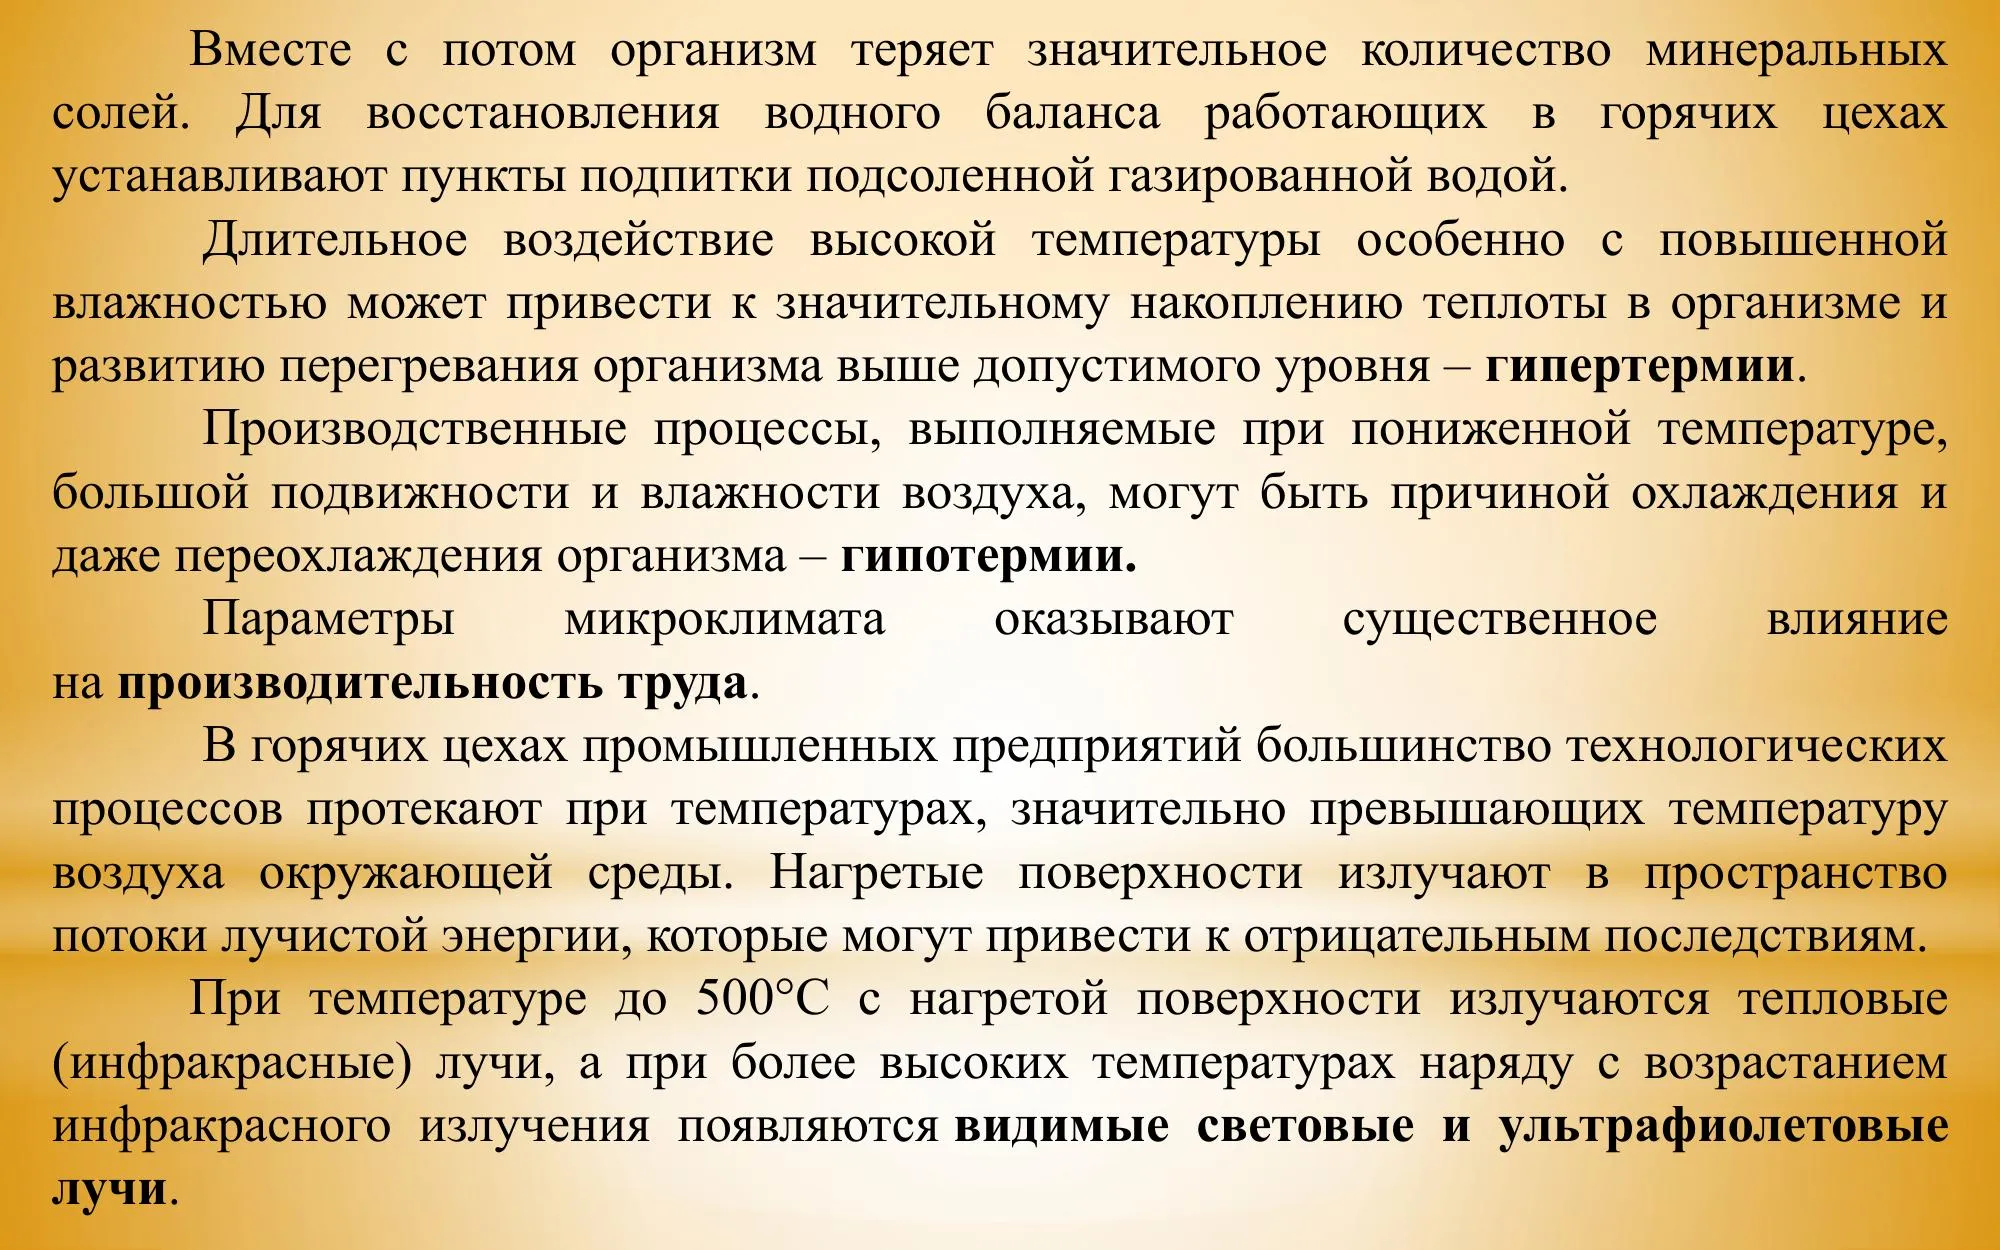 Вместе с потом организм теряет значительное количество минеральных
солей. Для восстановления водного баланса работающих в горячих цехах
устанавливают пункты подпитки подсоленной газированной водой.
Длительное воздействие высокой температуры особенно с повышенной
влажностью может привести к значительному накоплению теплоты в организме и
развитию перегревания организма выше допустимого уровня – гипертермии.
Производственные процессы, выполняемые при пониженной температуре,
большой подвижности и влажности воздуха, могут быть причиной охлаждения и
даже переохлаждения организма – гипотермии.
Параметры микроклимата оказывают существенное влияние
на производительность труда.
В горячих цехах промышленных предприятий большинство технологических
процессов протекают при температурах, значительно превышающих температуру
воздуха окружающей среды. Нагретые поверхности излучают в пространство
потоки лучистой энергии, которые могут привести к отрицательным последствиям.
При температуре до 500°С с нагретой поверхности излучаются тепловые
(инфракрасные) лучи, а при более высоких температурах наряду с возрастанием
инфракрасного излучения появляются видимые световые и ультрафиолетовые
лучи.